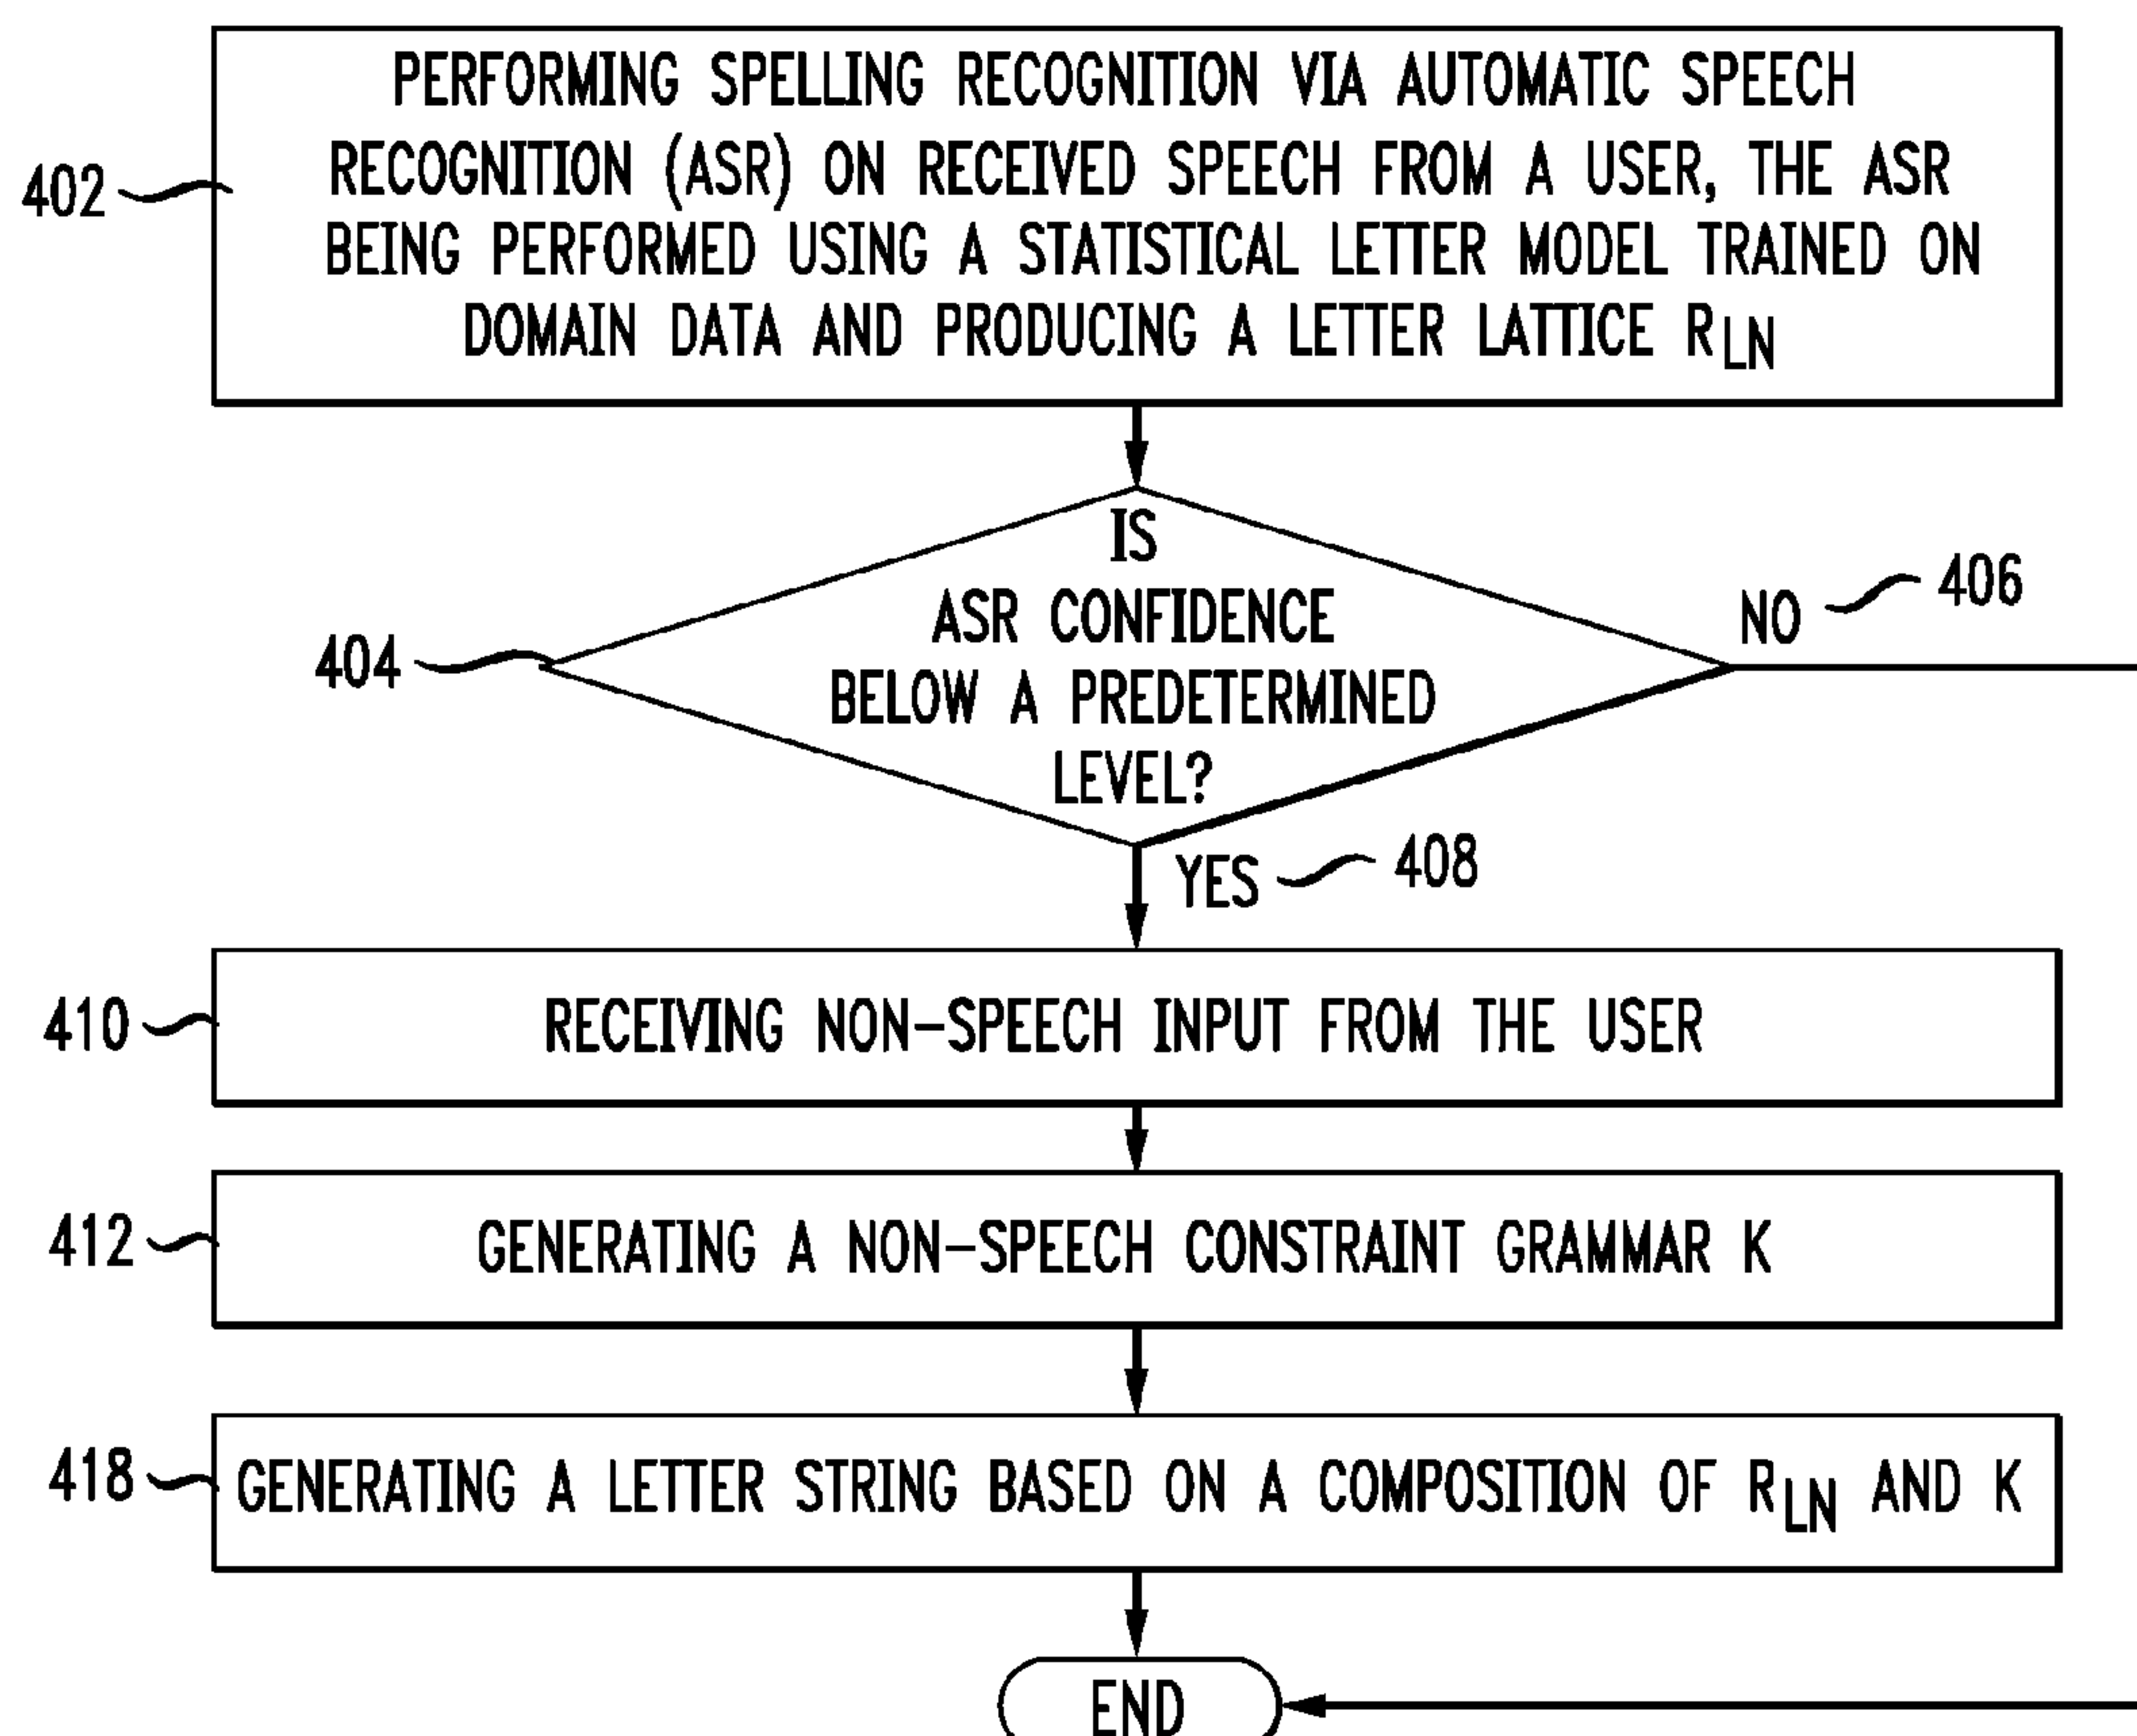 PERFORMING SPELLING RECOGNITION VIA AUTOMATIC SPEECH
RECOGNITION (ASR) ON RECEIVED SPEECH FROM A USER, THE ASR
402
BEING PERFORMED USING A STATISTICAL LETTER MODEL TRAINED ON
DOMAIN DATA AND PRODUCING A LETTER LATTICE RLN
IS
ASR CONFIDENCE
BELOW A PREDETERMINED
LEVEL?
404
NO
406
YES
408
410
RECEIVING NON-SPEECH INPUT FROM THE USER
412
GENERATING A NON-SPEECH CONSTRAINT GRAMMAR K
418
GENERATING A LETTER STRING BASED ON A COMPOSITION OF RLN AND K
END